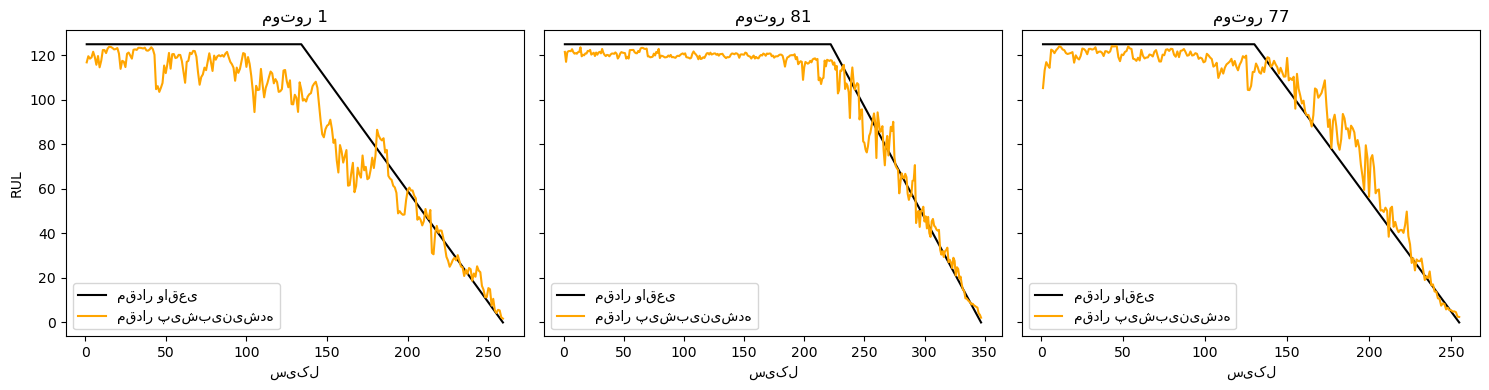 موتور 1
موتور 81
موتور 77
RUL
120
100
80
60
40
20
0
مقدار واقعی
مقدار پیش‌بینی‌شده
مقدار واقعی
مقدار پیش‌بینی‌شده
مقدار واقعی
مقدار پیش‌بینی‌شده
0 50 100 150 200 250
0 50 100 150 200 250 300 350
0 50 100 150 200 250
سیکل
سیکل
سیکل